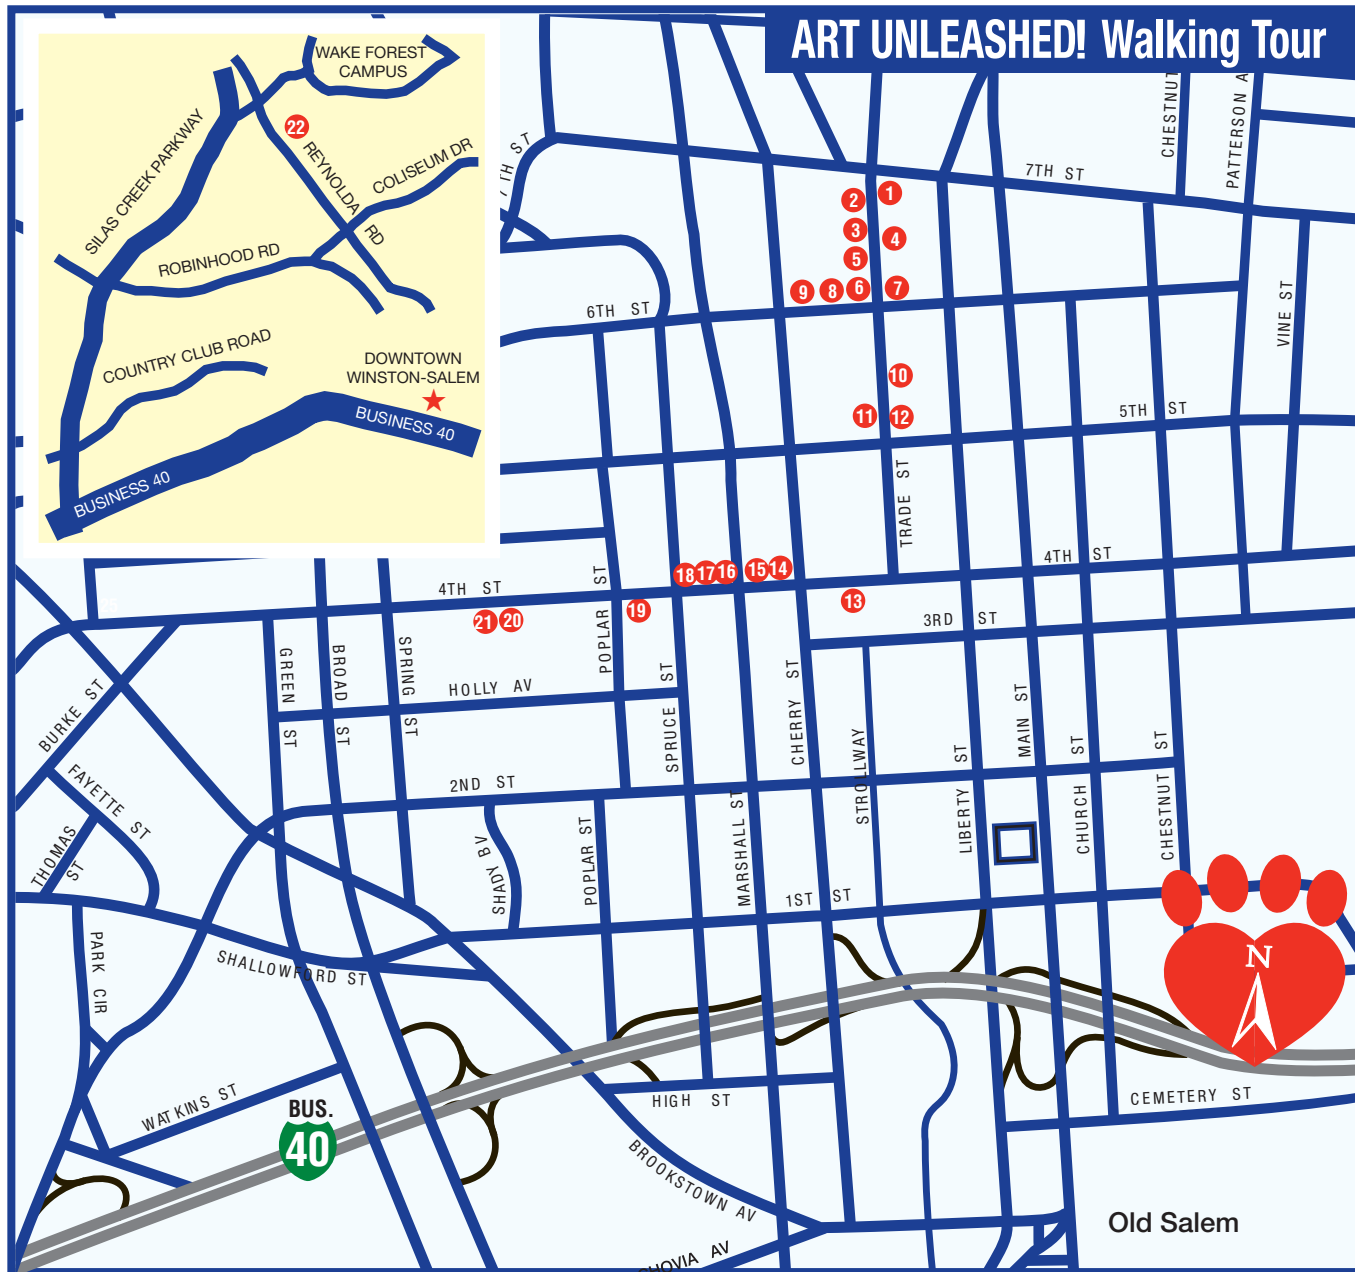 ART UNLEASHED! Walking Tour
WAKE FOREST
CAMPUS
SILAS CREEK PARKWAY
22
REYNOLDA RD
COLISEUM DR
ROBINHOOD RD
COUNTRY CLUB ROAD
DOWNTOWN
WINSTON-SALEM
BUSINESS 40
BUSINESS 40
7TH ST
7TH ST
CHESTNUT
PATTERSON A
1
2
3
4
5
6
7
8
9
6TH ST
VINE ST
10
11
12
5TH ST
TRADE ST
4TH ST
18
17
16
15
14
13
4TH ST
19
20
21
3RD ST
POPLAR ST
GREEN ST
BROAD ST
SPRING ST
HOLLY AV
SPRUCE ST
CHERRY ST
STROLLWAY
LIBERTY ST
MAIN ST
CHURCH ST
CHESTNUT ST
BURKE ST
FAYETTE ST
THOMAS ST
2ND ST
SHADY BV
POPLAR ST
MARSHALL ST
1ST ST
PARK CIR
SHALLOWFORD ST
N
WATKINS ST
BUS.
40
HIGH ST
CEMETERY ST
BROOKSTOWN AV
HOVIA AV
Old Salem